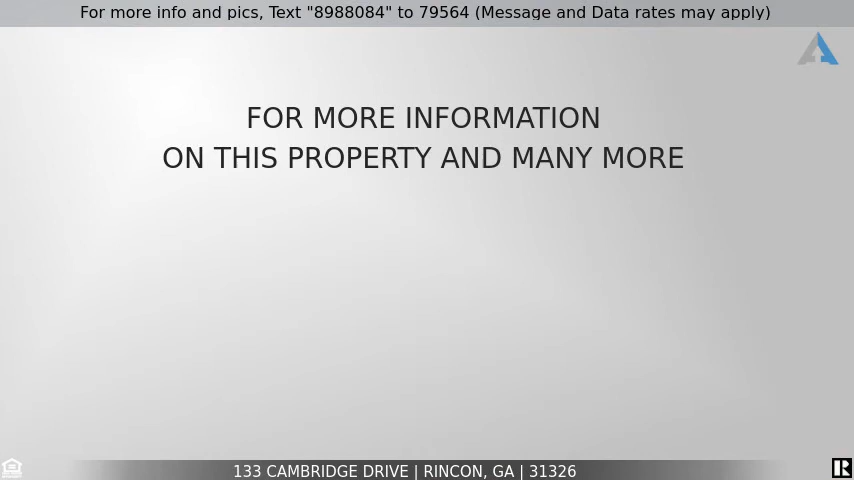 For more info and pics, Text "8988084" to 79564 (Message and Data rates may apply)
FOR MORE INFORMATION
ON THIS PROPERTY AND MANY MORE
133 CAMBRIDGE DRIVE | RINCON, GA | 31326